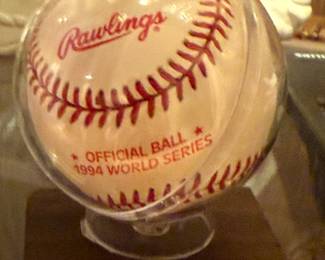 Rawlings®
★ OFFICIAL BALL ★
1994 WORLD SERIES